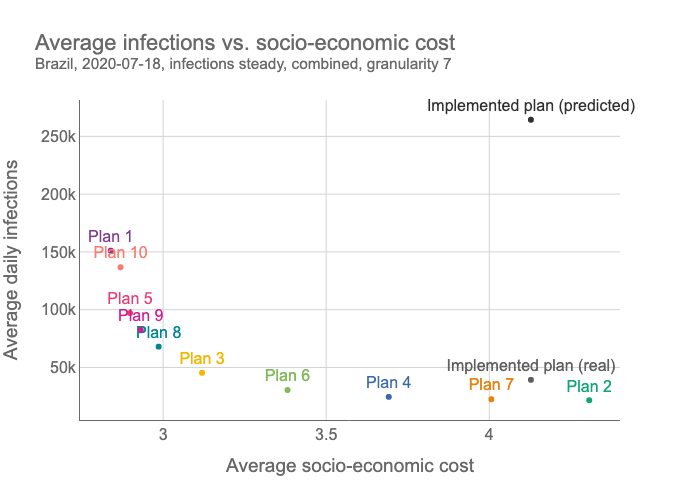 Average infections vs. socio-economic cost
Brazil, 2020-07-18, infections steady, combined, granularity 7
Implemented plan (predicted)
250k
200k
Plan 1
150k
Plan 10
Plan 5
100k
Plan 9
Plan 8
Plan 3
Implemented plan (real)
50k
Plan 6
Plan 4
Plan 7
Plan 2
3
3.5
4
Average socio-economic cost
Average daily infections